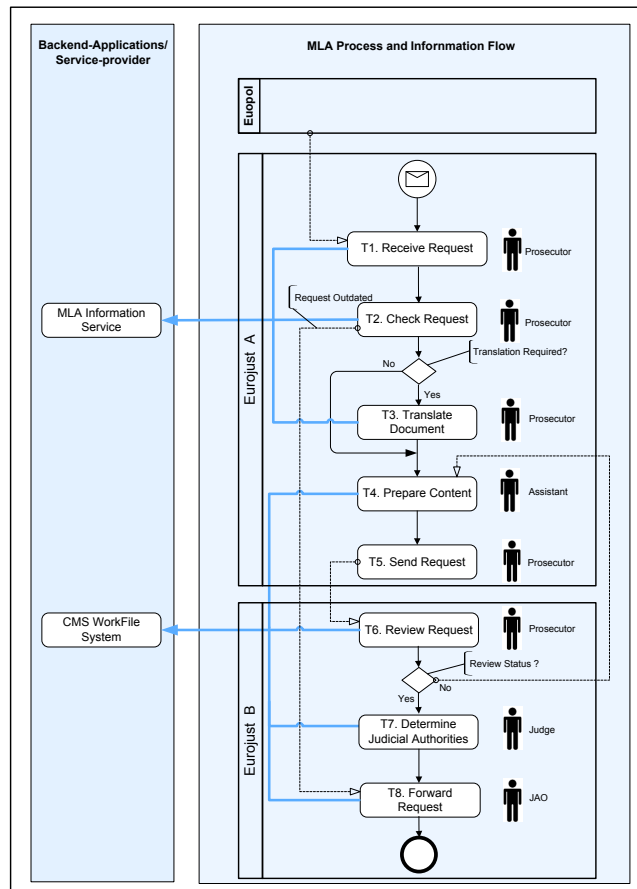 Backend-Applications/
Service-provider
MLA Process and Infornmation Flow
Euopol
Eurojust A
T1. Receive Request
Prosecutor
Request Outdated
MLA Information
Service
T2. Check Request
Prosecutor
Translation Required?
No
Yes
T3. Translate
Document
Prosecutor
T4. Prepare Content
Assistant
T5. Send Request
Prosecutor
Eurojust B
CMS WorkFile
System
T6. Review Request
Prosecutor
Review Status ?
Yes
No
T7. Determine
Judicial Authorities
Judge
T8. Forward
Request
JAO